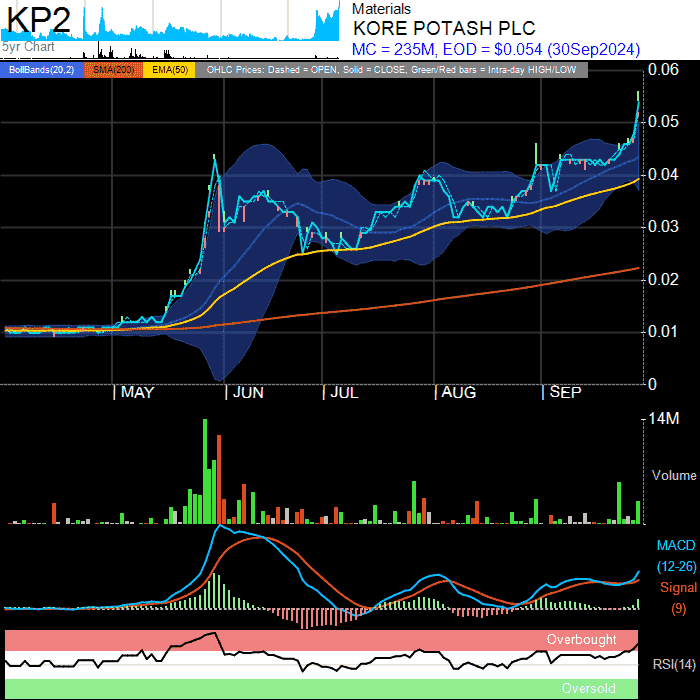 KP2
5yr Chart
Materials
KORE POTASH PLC
MC = 235M, EOD = $0.054 (30Sep2024)
BollBands(20,2) SMA(200) EMA(50) OHLC Prices: Dashed = OPEN, Solid = CLOSE, Green/Red bars = Intra-day HIGH/LOW
0.06
0.05
0.04
0.03
0.02
0.01
0
MAY JUN JUL AUG SEP
14M
Volume
MACD
(12-26)
Signal
(9)
Overbought
RSI(14)
Oversold